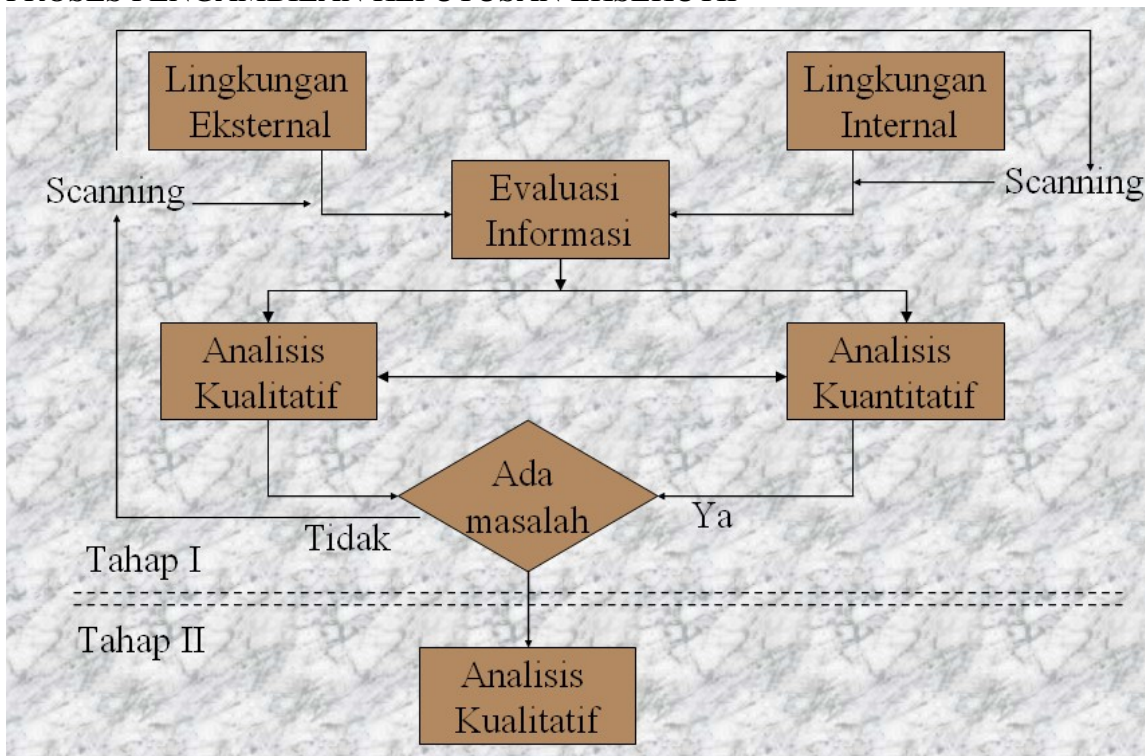 Lingkungan
Eksternal
Lingkungan
Internal
Scanning
Evaluasi
Informasi
Scanning
Analisis
Kualitatif
Analisis
Kuantitatif
Ada
masalah
Tidak
Ya
Tahap I
Tahap II
Analisis
Kualitatif